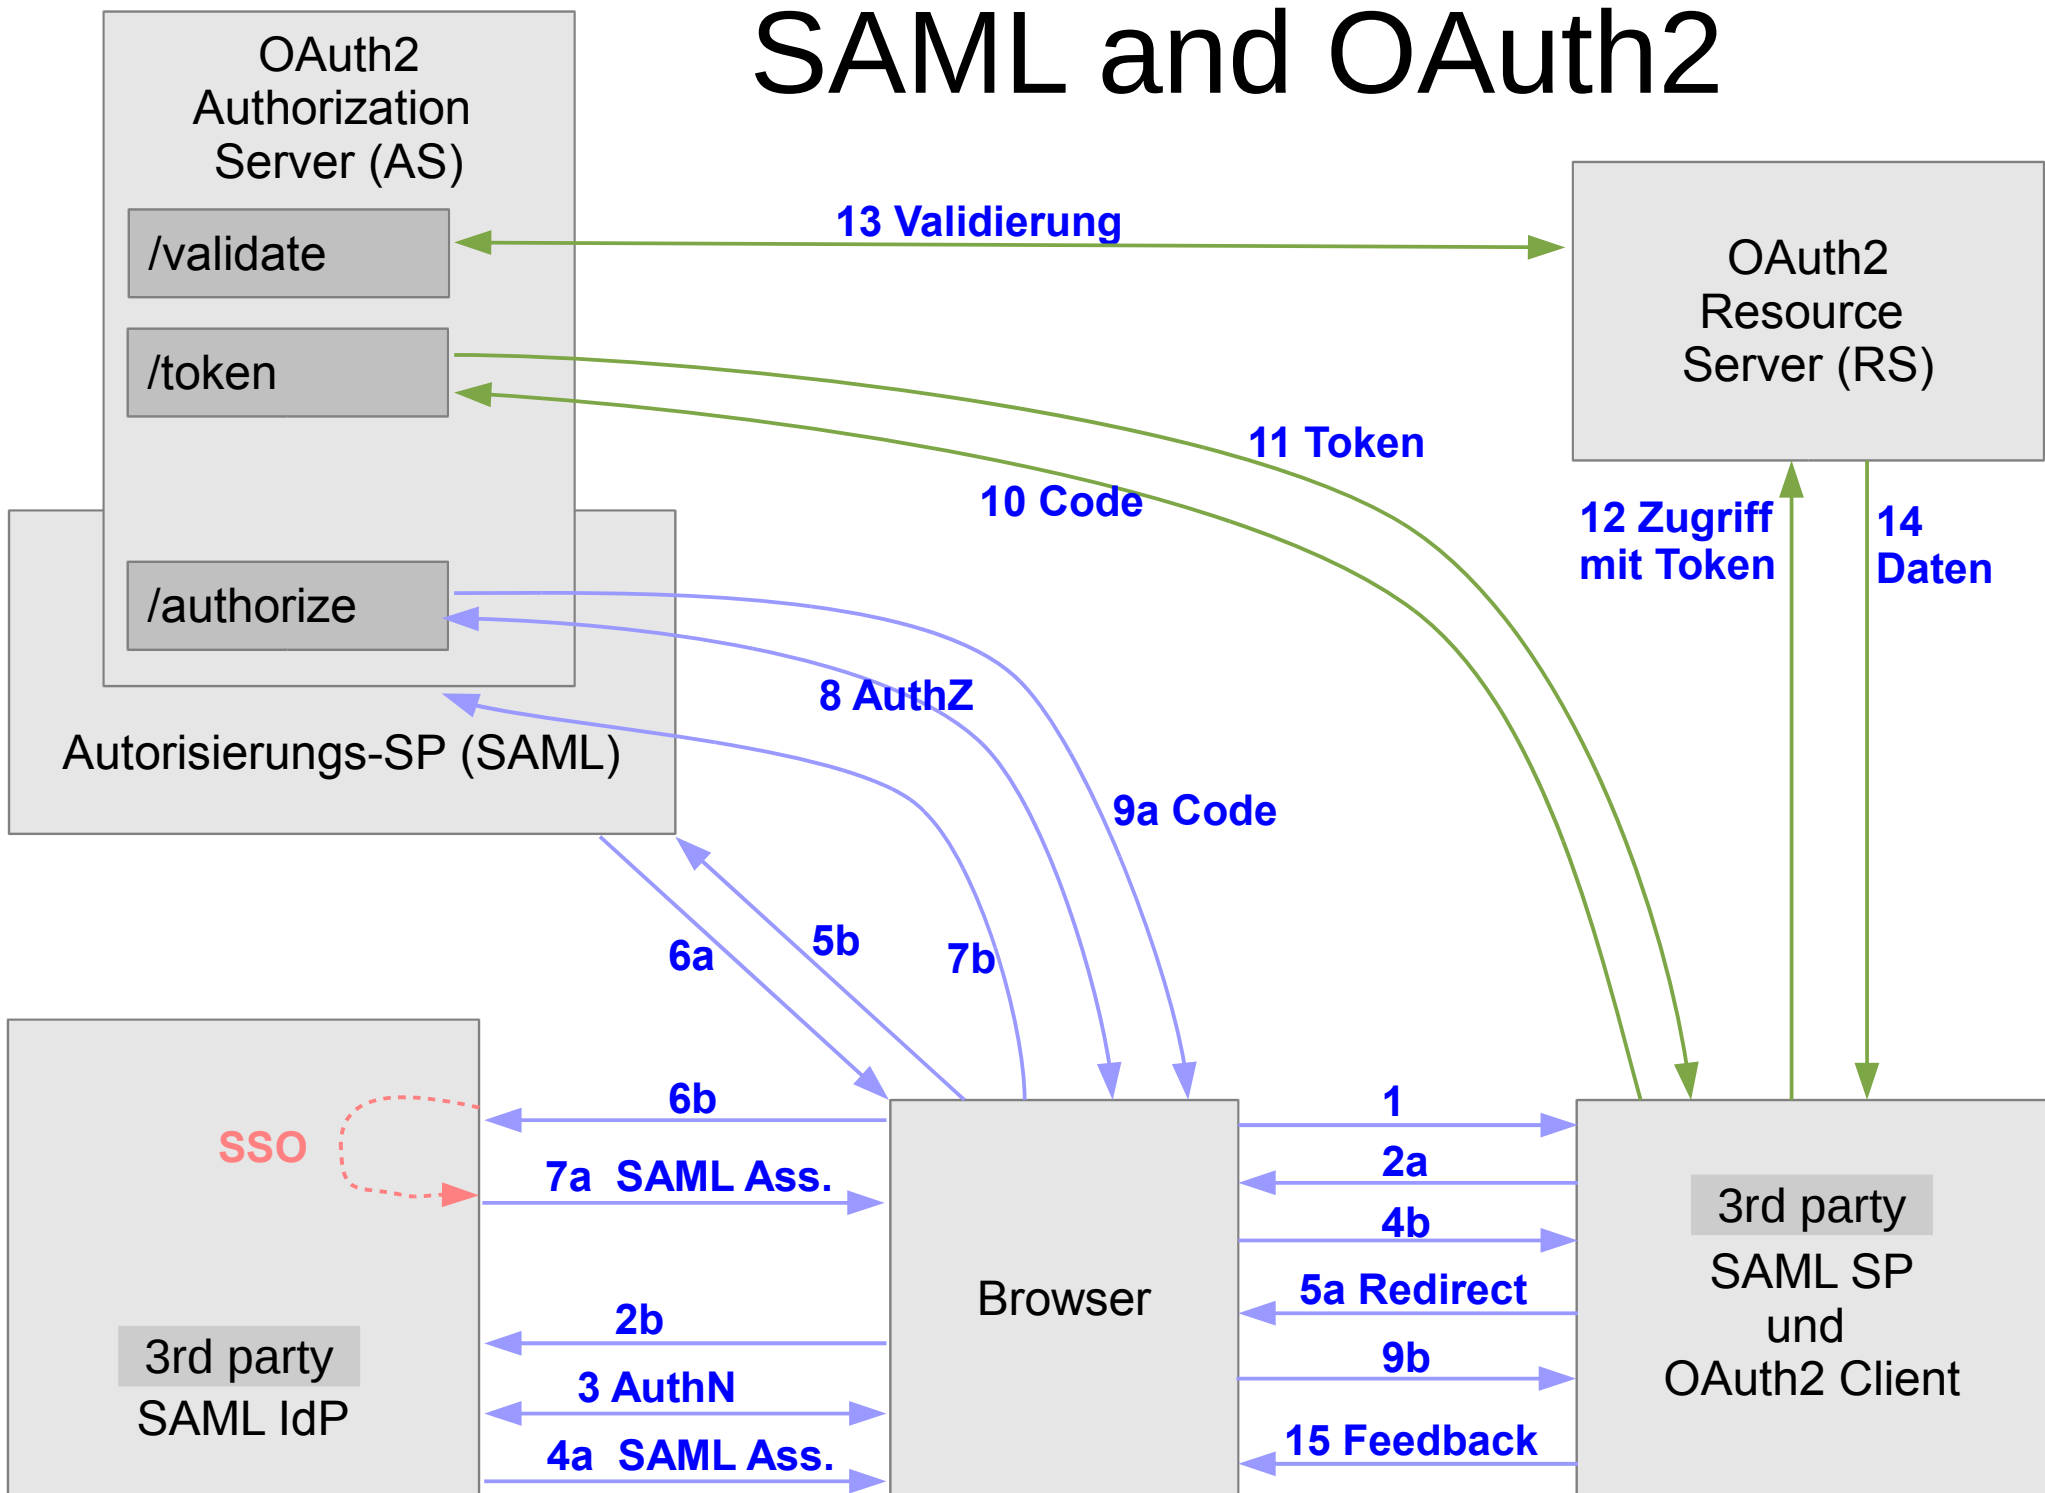 SAML and OAuth2
OAuth2
Authorization
Server (AS)
/validate
/token
/authorize
Autorisierungs-SP (SAML)
13 Validierung
OAuth2
Resource
Server (RS)
11 Token
10 Code
12 Zugriff
mit Token
14
Daten
8 AuthZ
9a Code
6a
5b
7b
SSO
6b
7a SAML Ass.
2b
3 AuthN
4a SAML Ass.
3rd party
SAML IdP
Browser
1
2a
4b
5a Redirect
9b
15 Feedback
3rd party
SAML SP
und
OAuth2 Client